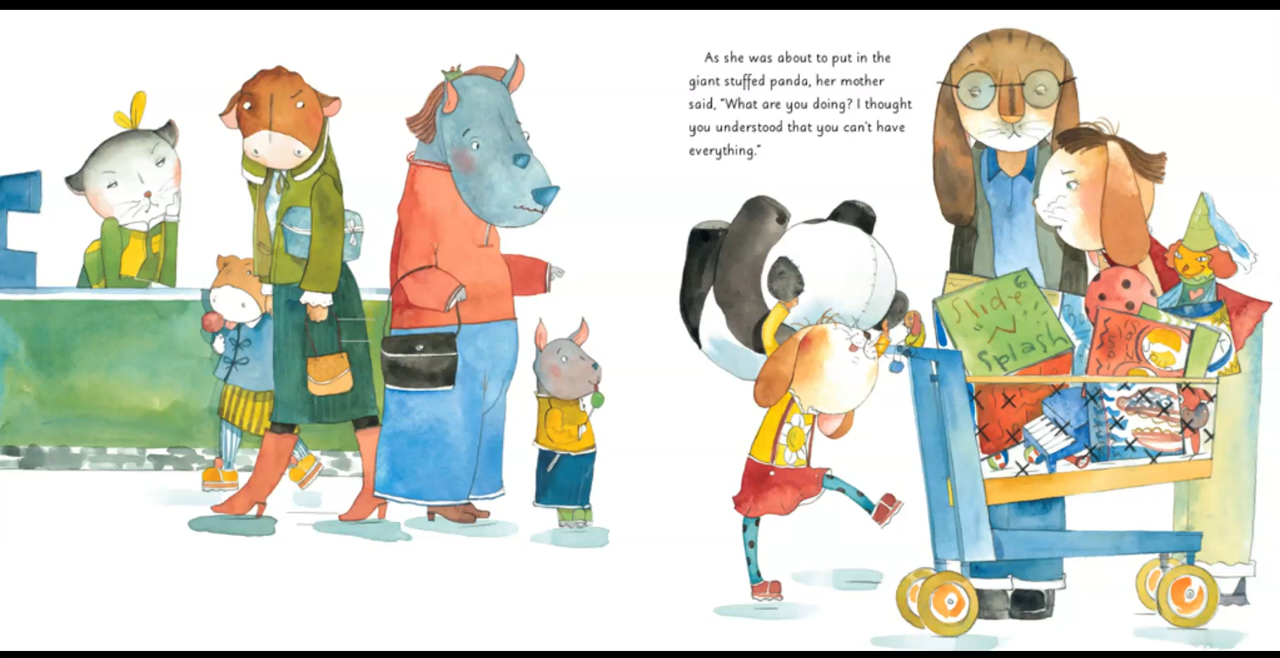 As she was about to put in the
giant stuffed panda, her mother
said, "What are you doing? I thought
you understood that you can't have
everything."
Slide
Splash